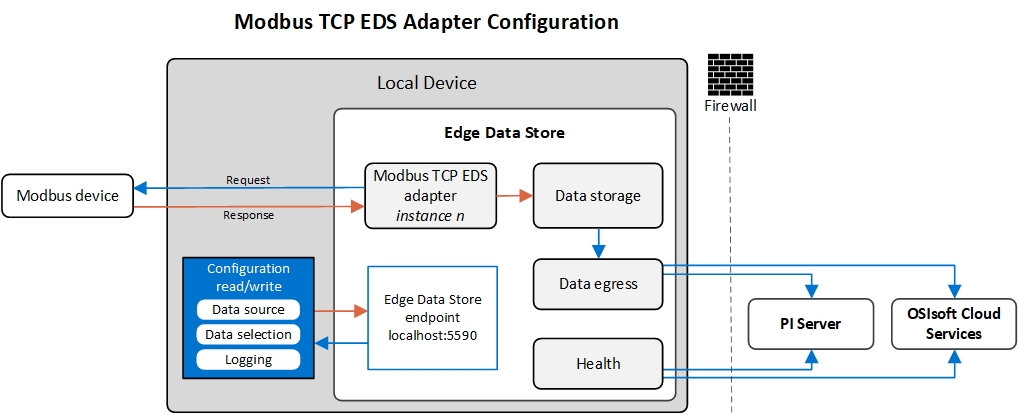 Modbus TCP EDS Adapter Configuration
Local Device
Firewall
Edge Data Store
Modbus device
Request
Response
Modbus TCP EDS
adapter
instance n
Data storage
Configuration
read/write
Data source
Data selection
Logging
Edge Data Store
endpoint
localhost:5590
Data egress
Health
PI Server
OSIsoft Cloud
Services